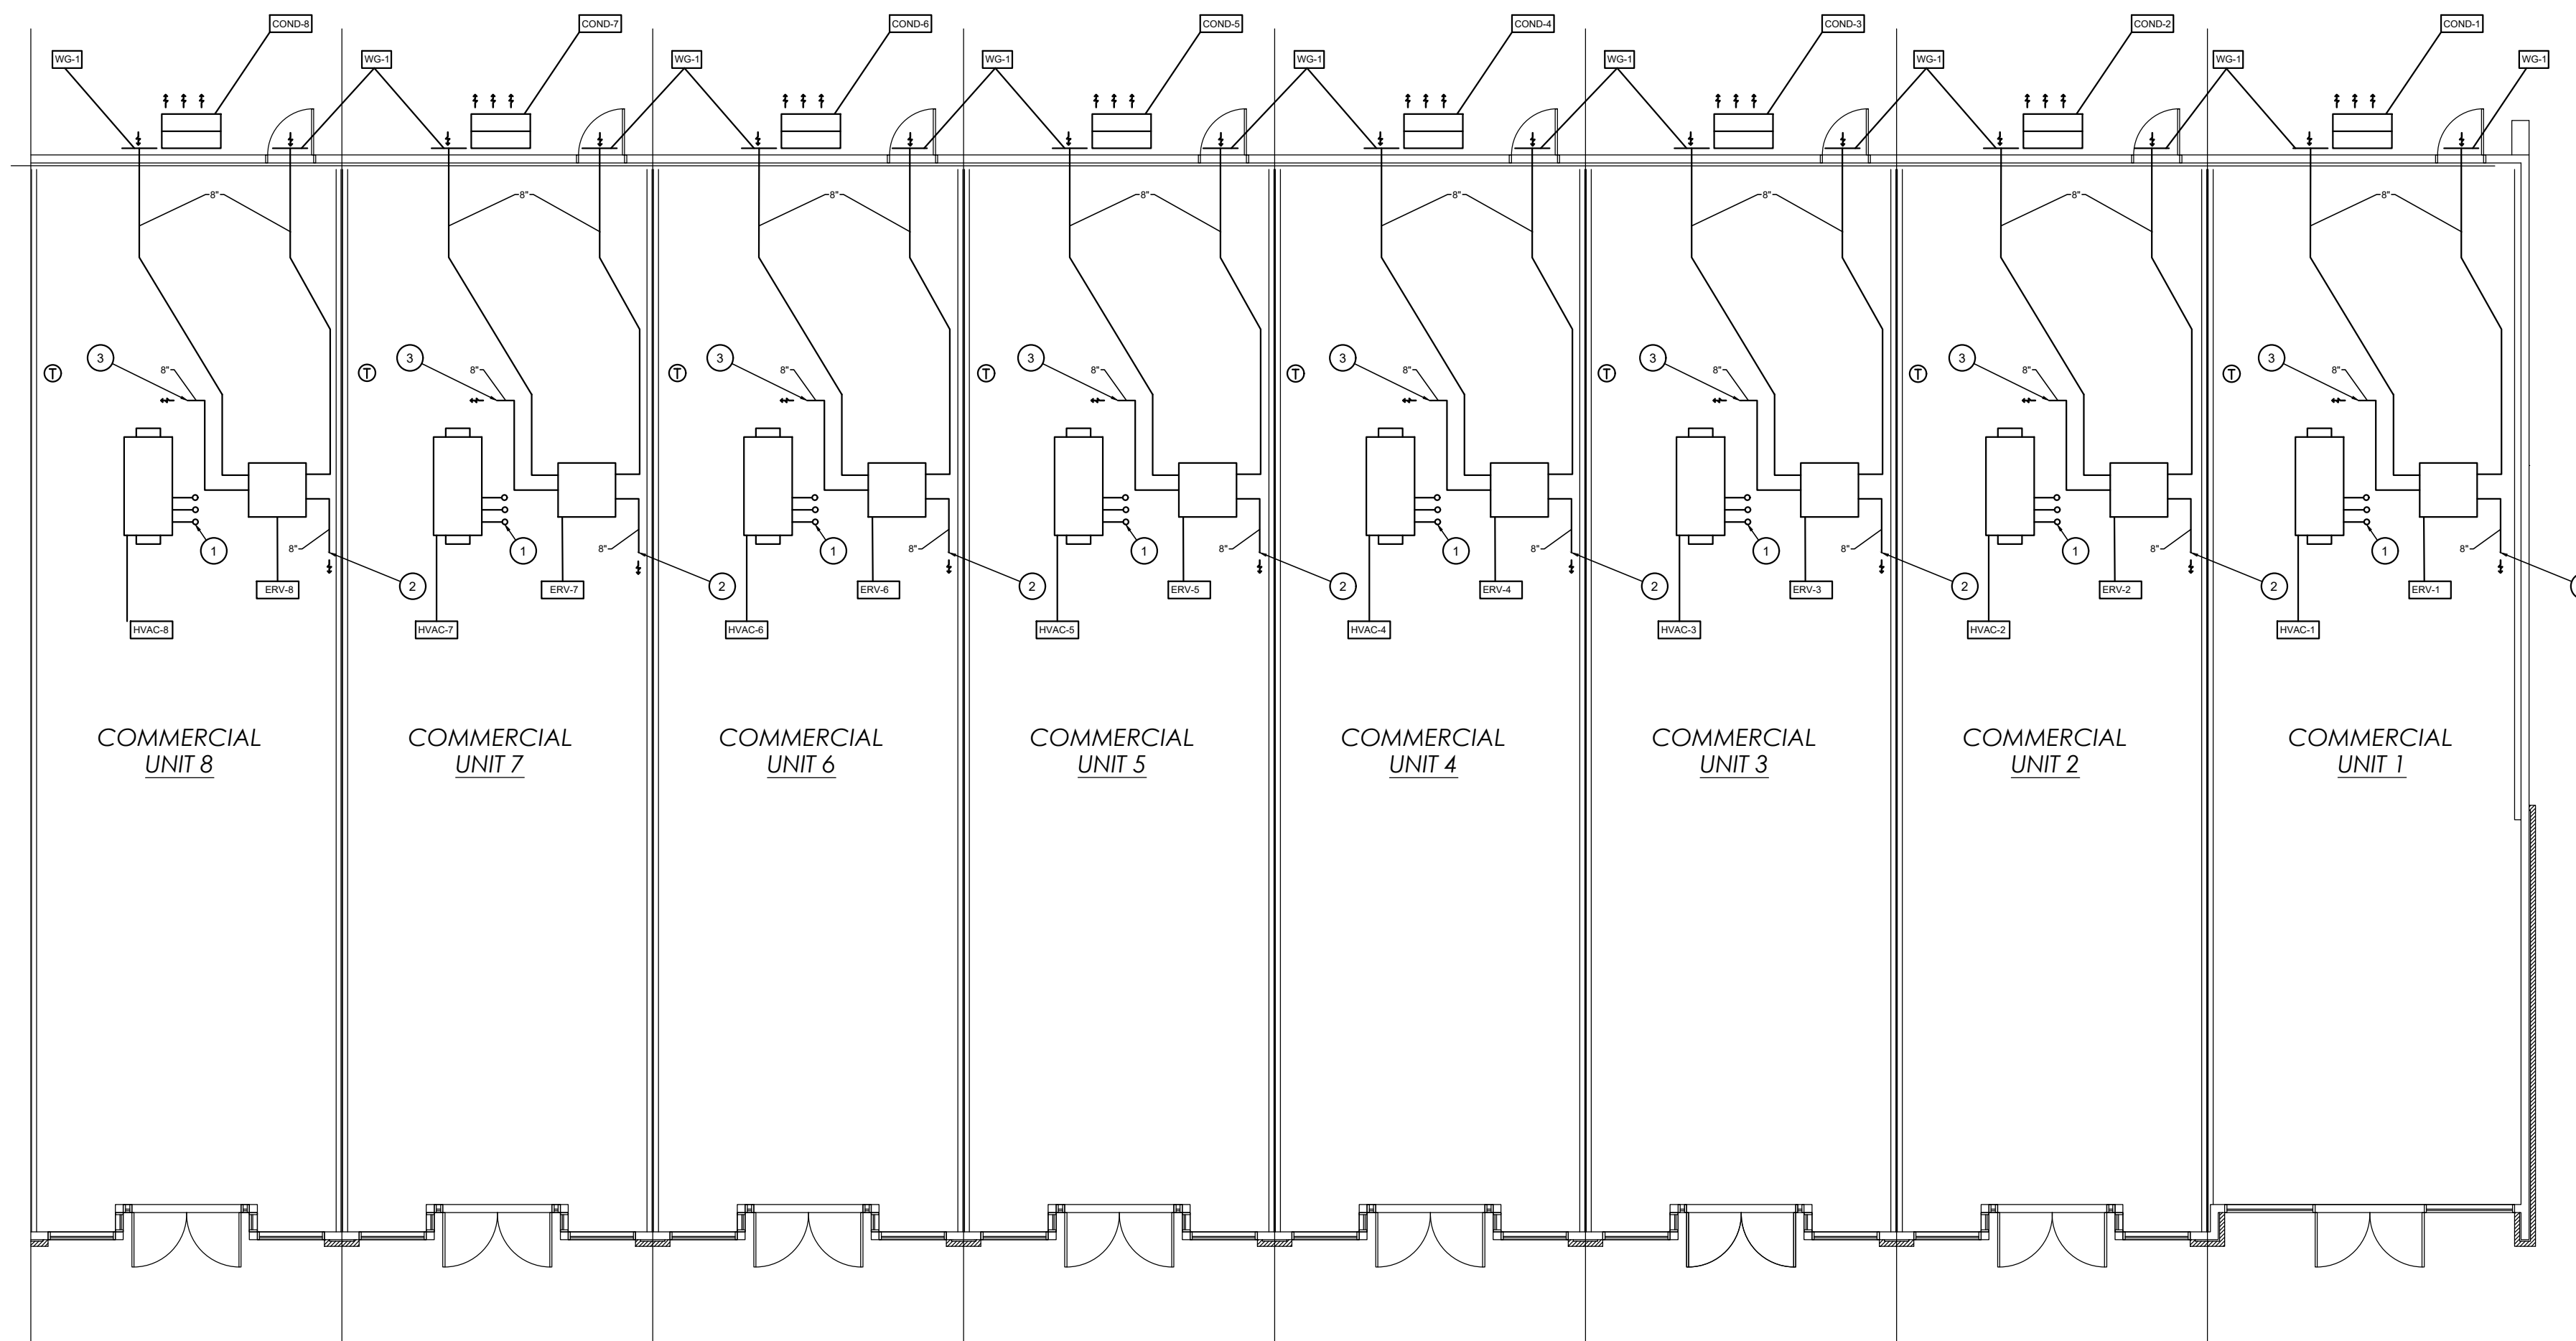 COND-8 COND-7 COND-6 COND-5 COND-4 COND-3 COND-2 COND-1
WG-1 WG-1 WG-1 WG-1 WG-1 WG-1 WG-1 WG-1 WG-1
8" 8" 8" 8" 8" 8" 8" 8"
3 3 3 3 3 3 3 3
T 8" T 8" T 8" T 8" T 8" T 8" T 8" T 8"
8" 1 8" 1 8" 1 8" 1 8" 1 8" 1 8" 1 8" 1
ERV-8 2 ERV-7 2 ERV-6 2 ERV-5 2 ERV-4 2 ERV-3 2 ERV-2 2 ERV-1
HVAC-8 HVAC-7 HVAC-6 HVAC-5 HVAC-4 HVAC-3 HVAC-2 HVAC-1
COMMERCIAL COMMERCIAL COMMERCIAL COMMERCIAL COMMERCIAL COMMERCIAL COMMERCIAL COMMERCIAL
UNIT 8 UNIT 7 UNIT 6 UNIT 5 UNIT 4 UNIT 3 UNIT 2 UNIT 1